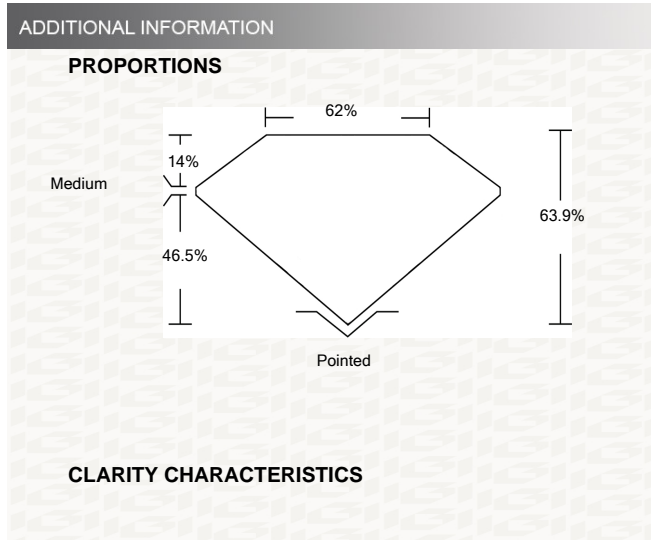 ADDITIONAL INFORMATION
PROPORTIONS
62%
14%
Medium
63.9%
46.5%
Pointed
CLARITY CHARACTERISTICS